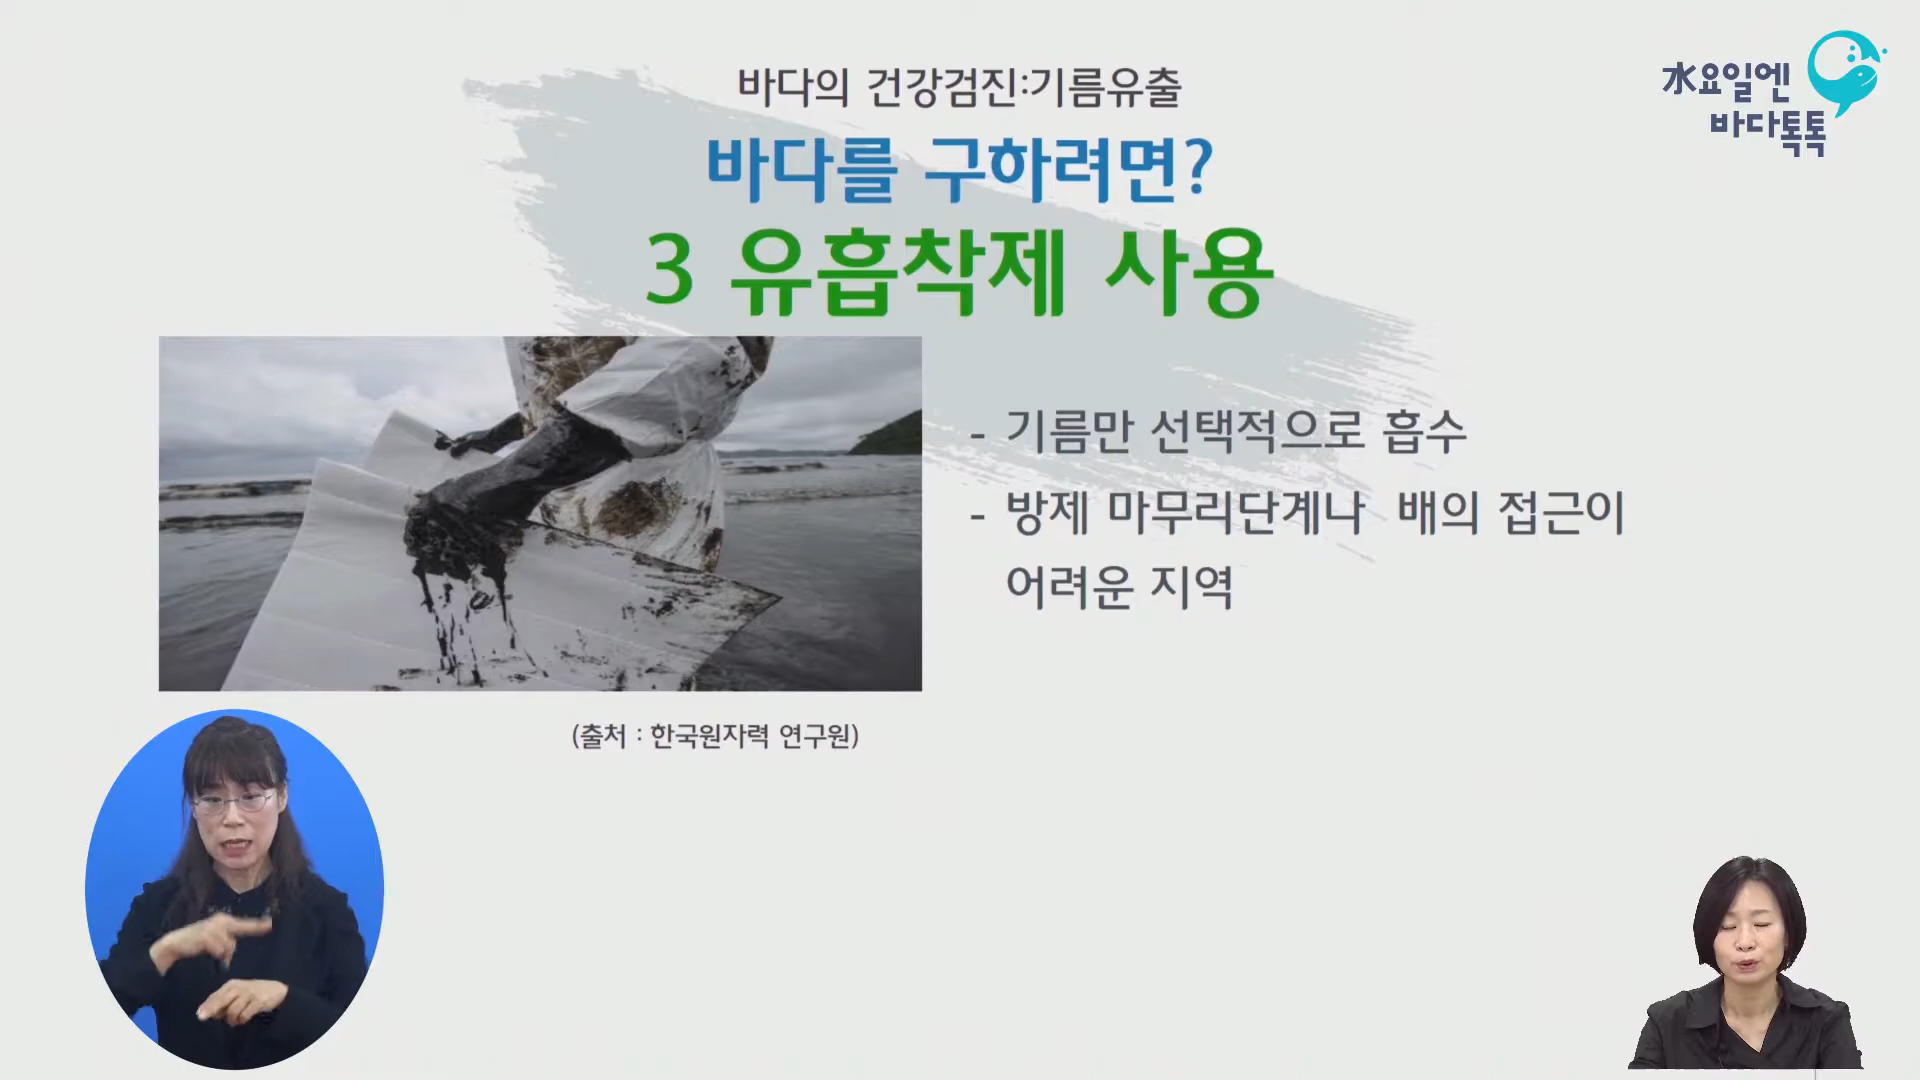 바다의 건강검진:기름유출
水요일엔
바다톡톡
바다를 구하려면?
3 유흡착제 사용
- 기름만 선택적으로 흡수
- 방제 마무리단계나 배의 접근이
어려운 지역
(출처 : 한국원자력 연구원)